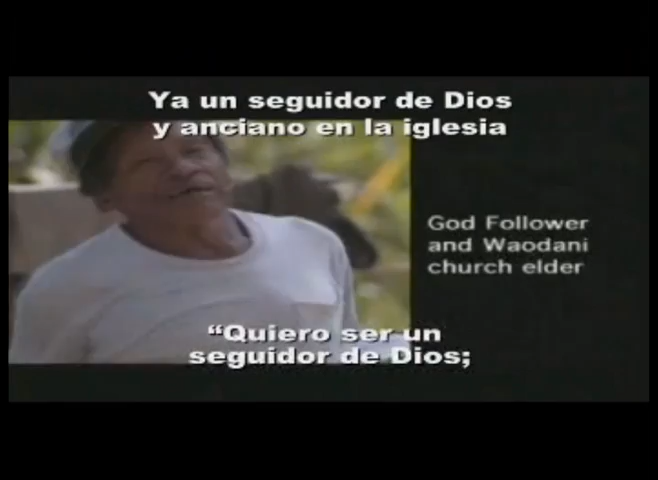 Ya un seguidor de Dios
y anciano en la iglesia
God Follower
and Waodani
church elder
“Quiero ser un
seguidor de Dios;